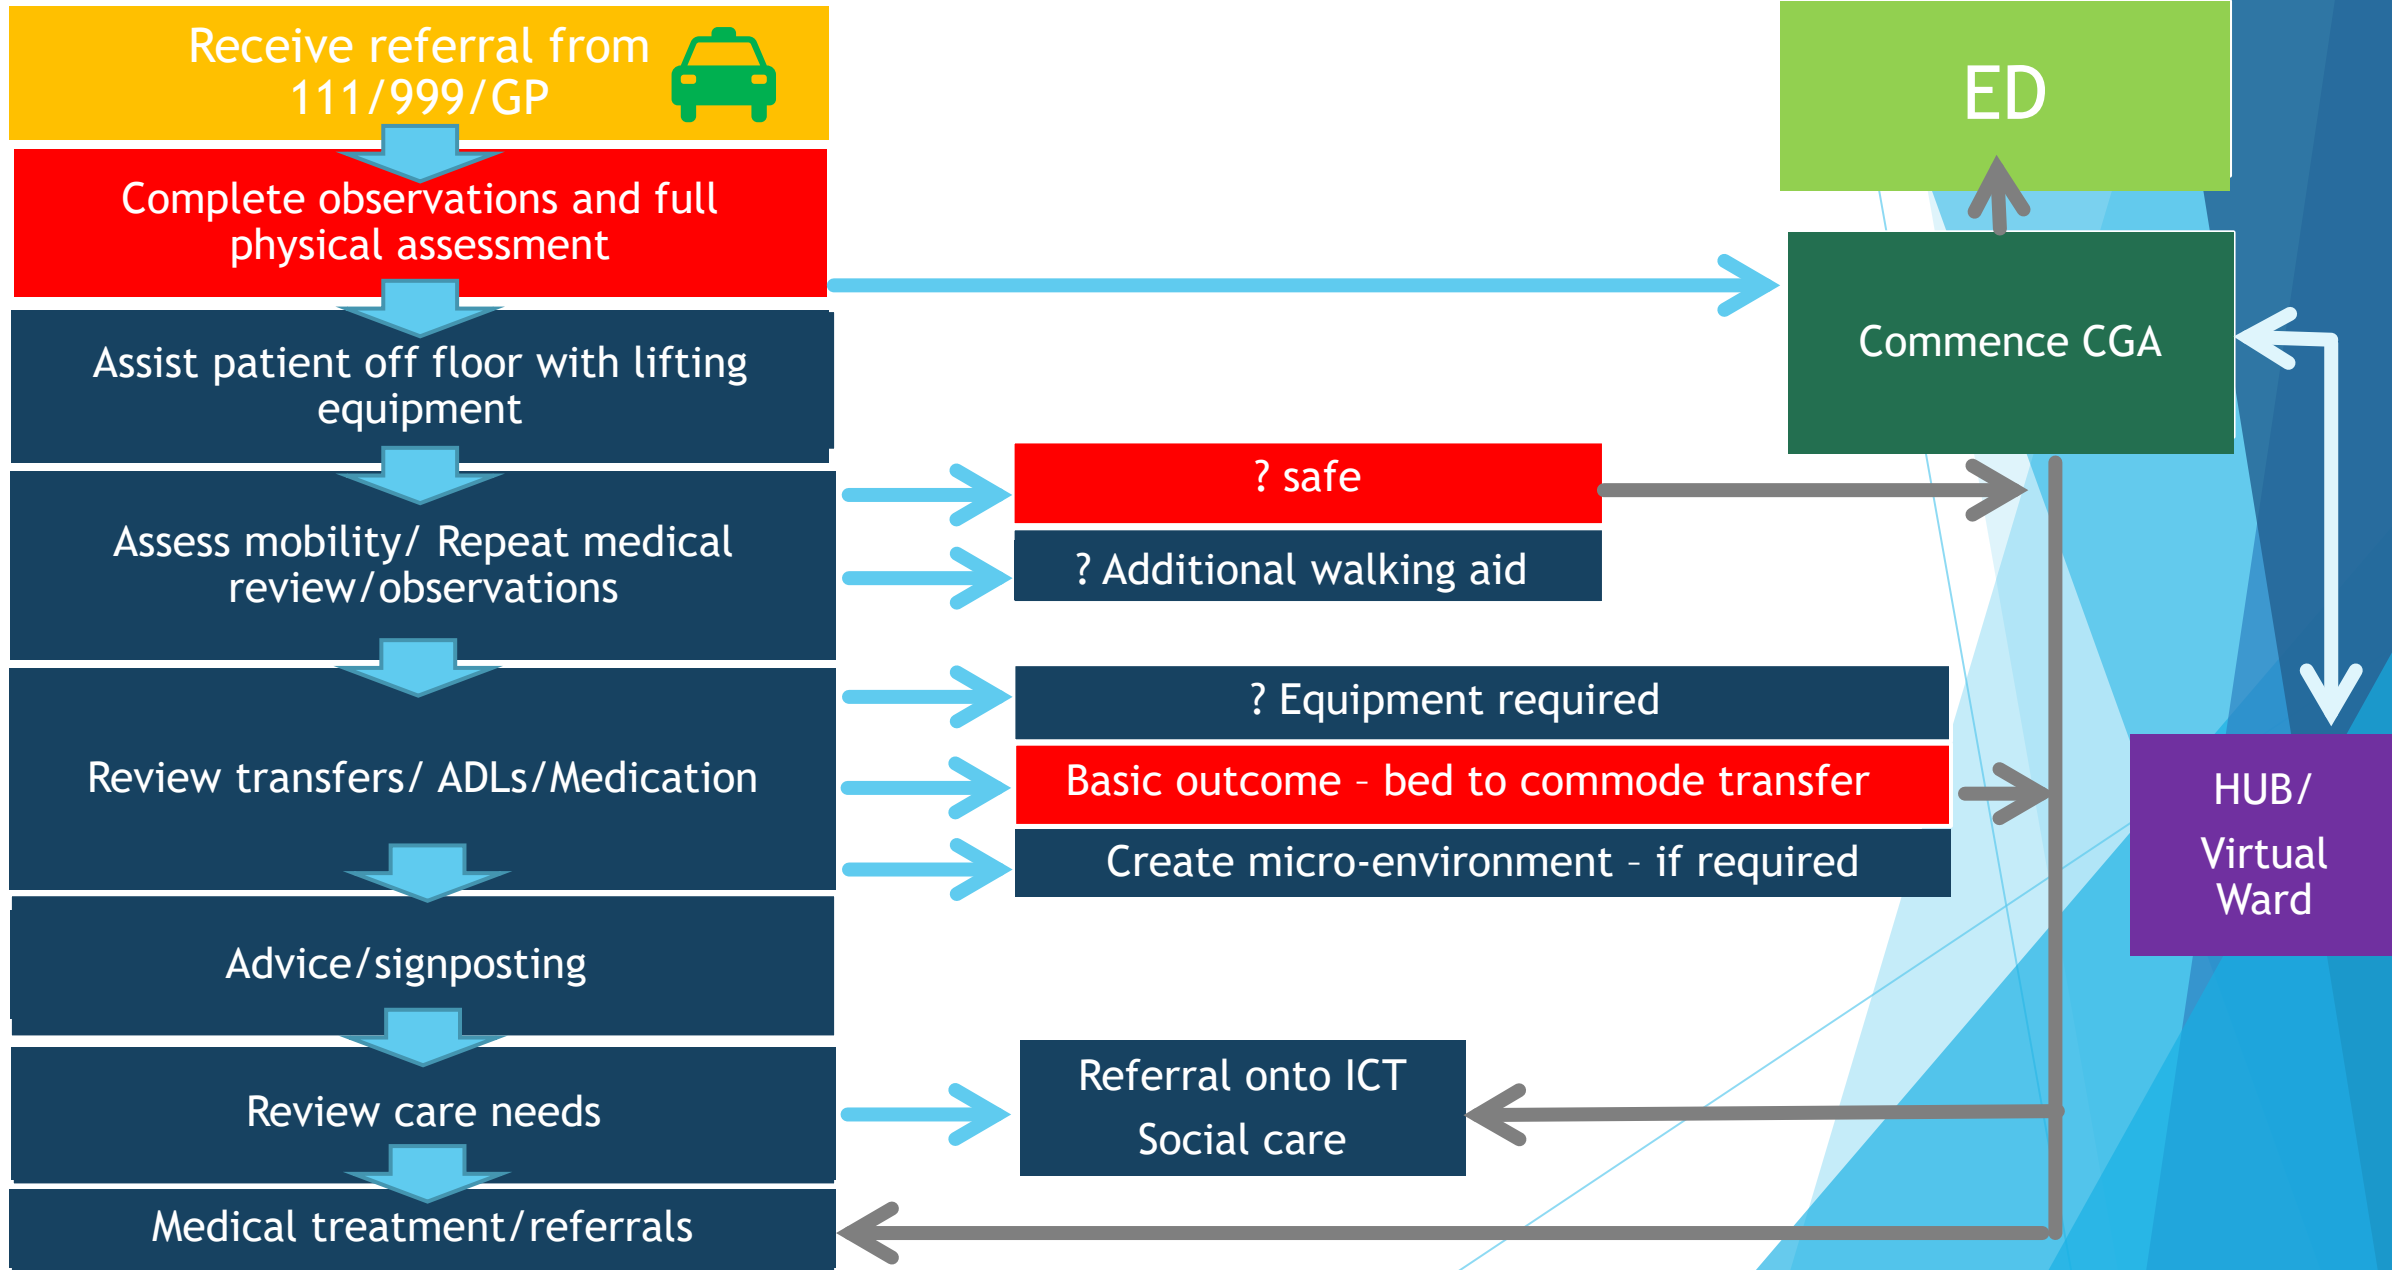 Receive referral from
111/999/GP
Complete observations and full
physical assessment
Assist patient off floor with lifting
equipment
Assess mobility/ Repeat medical
review/observations
Review transfers/ ADLs/Medication
Advice/signposting
Review care needs
Medical treatment/referrals
? safe
? Additional walking aid
? Equipment required
Basic outcome – bed to commode transfer
Create micro-environment – if required
Referral onto ICT
Social care
ED
Commence CGA
HUB/
Virtual
Ward